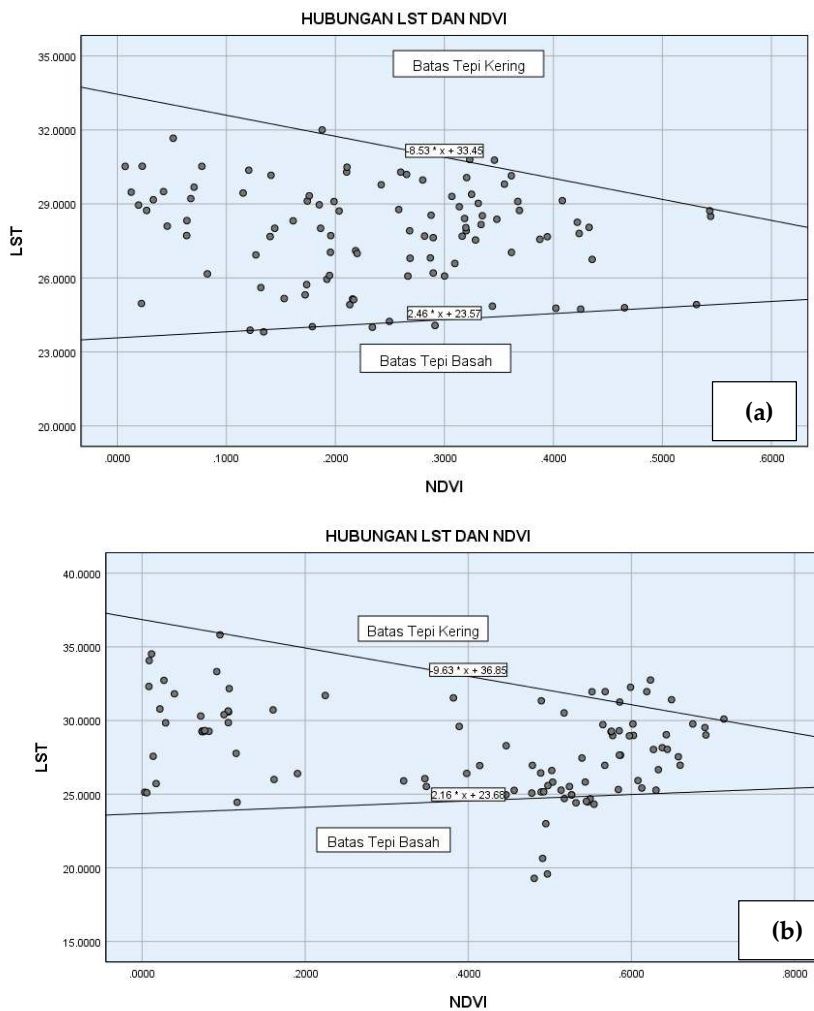 HUBUNGAN LST DAN NDVI
35.0000
Batas Tepi Kering
32.0000
-8.53 * x + 33.45
29.0000
LST
26.0000
2.46 * x + 23.57
23.0000
Batas Tepi Basah
(a)
20.0000
.0000 .1000 .2000 .3000 .4000 .5000 .6000
NDVI
HUBUNGAN LST DAN NDVI
40.0000
Batas Tepi Kering
35.0000
-9.63 * x + 36.85
30.0000
LST
25.0000
2.16 * x + 23.68
Batas Tepi Basah
20.0000
(b)
15.0000
.0000 .2000 .4000 .6000 .8000
NDVI